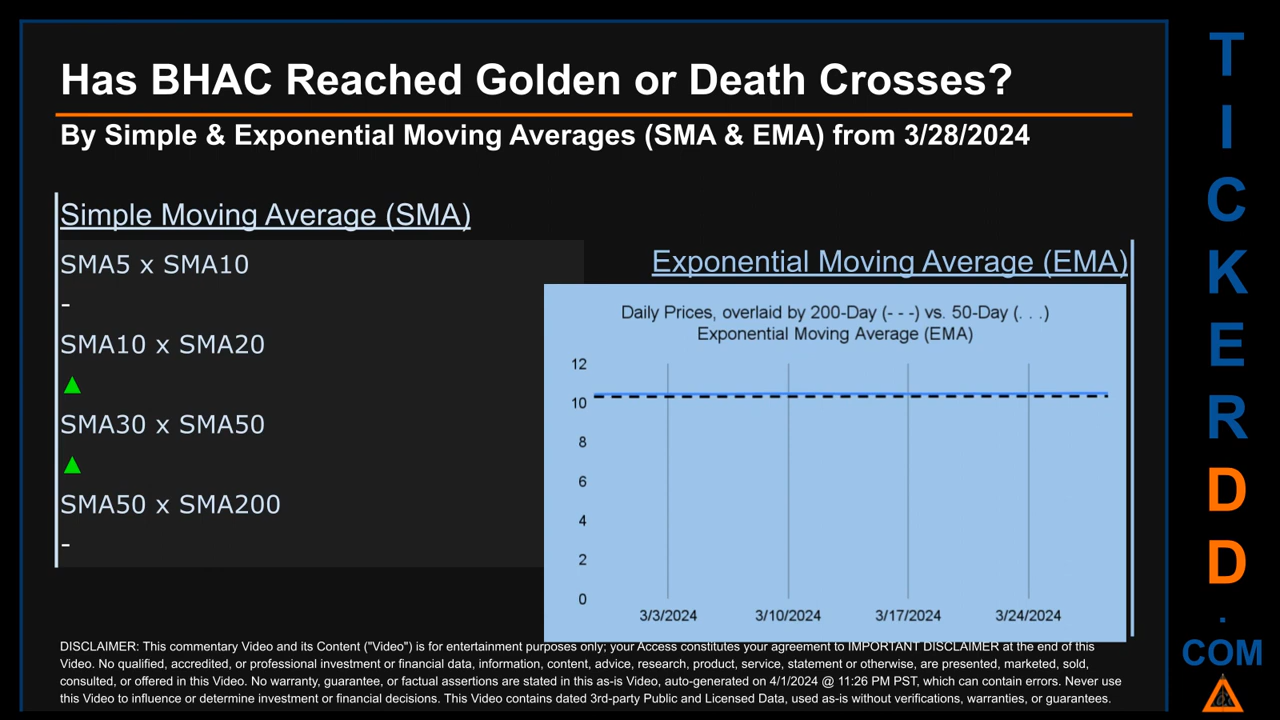 Has BHAC Reached Golden or Death Crosses?
By Simple & Exponential Moving Averages (SMA & EMA) from 3/28/2024
Simple Moving Average (SMA)
SMA5 x SMA10
-
SMA10 x SMA20
▲
SMA30 x SMA50
▲
SMA50 x SMA200
-
Exponential Moving Average (EMA)
Daily Prices, overlaid by 200-Day (- - -) vs. 50-Day (. . .)
Exponential Moving Average (EMA)
12
10
8
6
4
2
0
3/3/2024 3/10/2024 3/17/2024 3/24/2024
DISCLAIMER: This commentary Video and its Content ("Video") is for entertainment purposes only; your Access constitutes your agreement to IMPORTANT DISCLAIMER at the end of this
Video. No qualified, accredited, or professional investment or financial data, information, content, advice, research, product, service, statement or otherwise, are presented, marketed, sold,
consulted, or offered in this Video. No warranty, guarantee, or factual assertions are stated in this as-is Video, auto-generated on 4/1/2024 @ 11:26 PM PST, which can contain errors. Never use
this Video to influence or determine investment or financial decisions. This Video contains dated 3rd-party Public and Licensed Data, used as-is without verifications, warranties, or guarantees.
T
I
C
K
E
R
D
D
.
COM